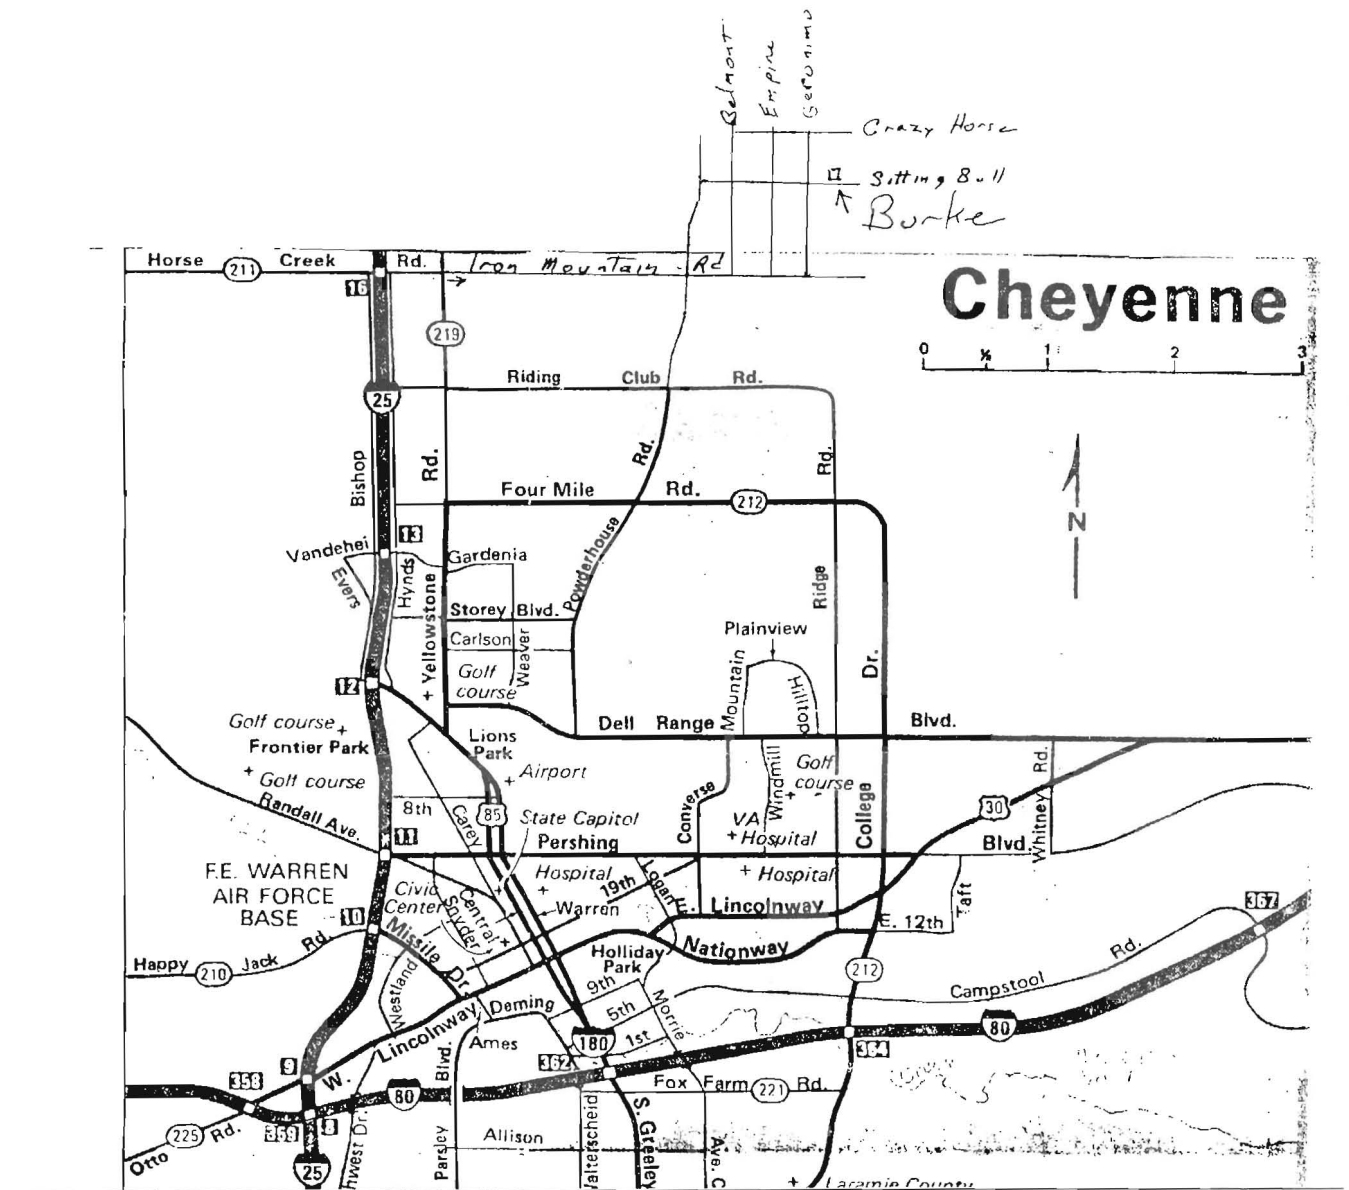 Belmont
Empire
Geronimo
Crazy Horse
Sitting Bull
Burke
Horse 211 Creek Rd.
Iron Mountain Rd
16
Cheyenne
0 ½ 1 2 3
219
Riding Club Rd.
25
Bishop
Rd.
Rd.
Rd.
Four Mile Rd. 212
N
13
Vandehei
Evers
Hynds
Gardenia
Powderhouse
Ridge
Yellowstone
Storey Blvd.
Carlson
Weaver
Golf course
Plainview
Mountain
Hilltop
Dr.
12
Golf course
Frontier Park
Golf course
Lions Park
Dell Range Blvd.
Airport
Windmill
Golf course
Rd.
Randall Ave.
8th
Carey
85
State Capitol
Converse
VA Hospital
College
30
Whitney
11
Pershing Blvd.
F.E. WARREN AIR FORCE BASE
Civic Center
Snyder
Central
Hospital
19th
Logan
Hospital
Warren
E. Lincolnway
Taft
E. 12th
367
10
Missile Dr.
Happy 210 Jack Rd.
Westland
Holliday Park
Nationway
212
9th
5th
1st
Morrie
Campstool Rd.
Lincolnway
Deming
Ames
180
80
364
362
9
W.
358
80
Blvd.
Fox Farm 221 Rd.
225
Otto Rd.
359
8
25
hwest Dr.
Parsley
Allison
Walterscheid
S. Greeley
Ave. C
Laramie County